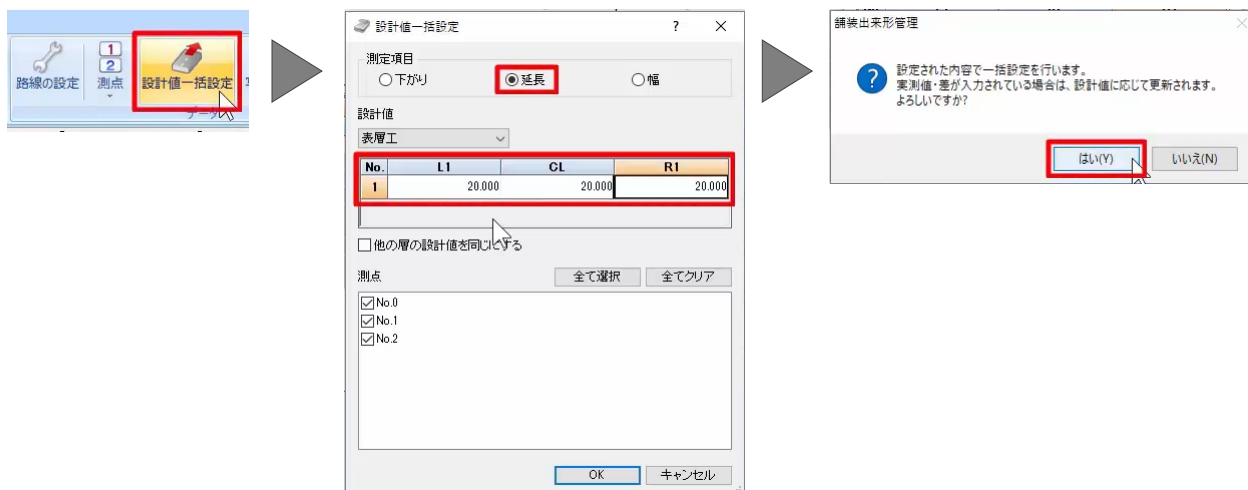 1
2
路線の設定
測点
設計値一括設定
データ
設計値一括設定
? ×
測定項目
下がり 延長 幅
設計値
表層工
No. L1 CL R1
1 20.000 20.000 20.000
他の層の設計値を同じにする
測点 全て選択 全てクリア
No.0
No.1
No.2
OK キャンセル
舗装出来形管理
?
設定された内容で一括設定を行います。
実測値・差が入力されている場合は、設計値に応じて更新されます。
よろしいですか?
はい(Y) いいえ(N)